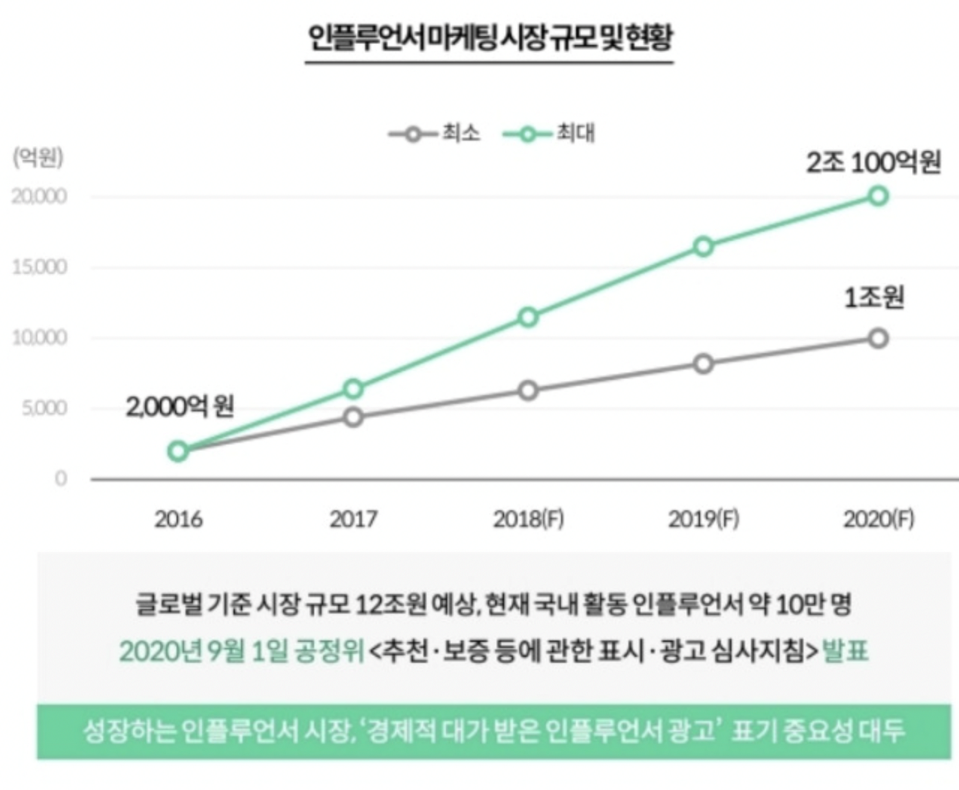 인플루언서 마케팅 시장 규모 및 현황
최소 최대
(억원)
2조 100억원
20,000
15,000
1조원
10,000
2,000억 원
5,000
0
2016 2017 2018(F) 2019(F) 2020(F)
글로벌 기준 시장 규모 12조원 예상, 현재 국내 활동 인플루언서 약 10만 명
2020년 9월 1일 공정위 <추천·보증 등에 관한 표시·광고 심사지침> 발표
성장하는 인플루언서 시장, ‘경제적 대가 받은 인플루언서 광고’ 표기 중요성 대두